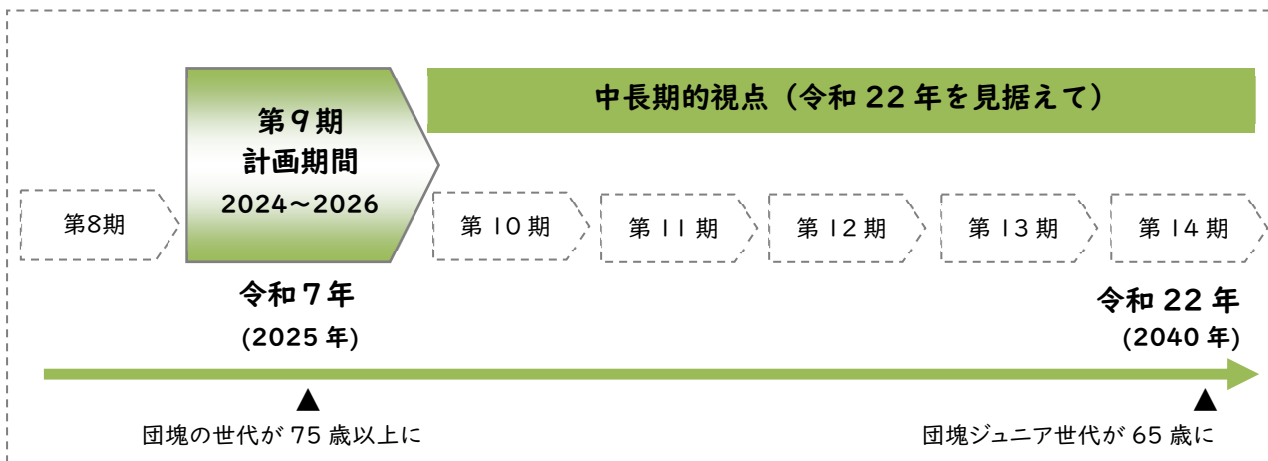 中長期的視点（令和 22 年を見据えて）
第９期
計画期間
2024～2026
第8期
第 10 期
第 11 期
第 12 期
第 13 期
第 14 期
令和７年
(2025 年)
令和 22 年
(2040 年)
団塊の世代が 75 歳以上に
団塊ジュニア世代が 65 歳に